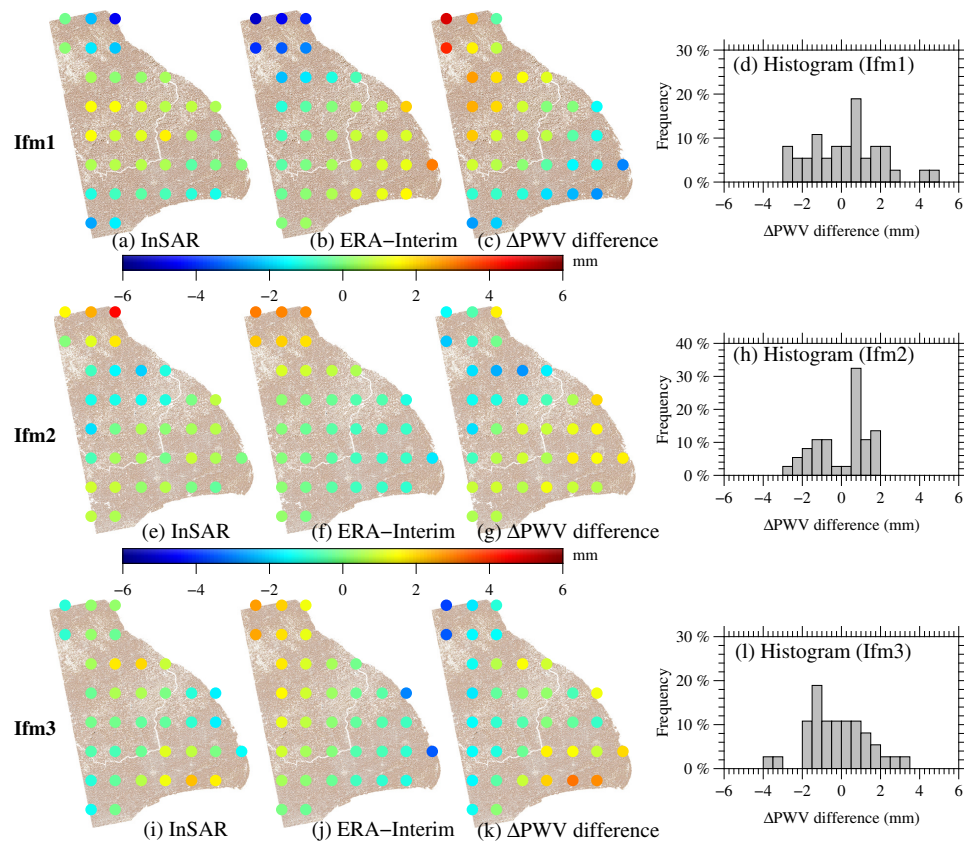 Ifm1
(a) InSAR
(b) ERA−Interim
(c) ΔPWV difference
30 %
20 %
10 %
0 %
Frequency
(d) Histogram (Ifm1)
−6 −4 −2 0 2 4 6
ΔPWV difference (mm)
mm
−6 −4 −2 0 2 4 6
Ifm2
(e) InSAR
(f) ERA−Interim
(g) ΔPWV difference
40 %
30 %
20 %
10 %
0 %
Frequency
(h) Histogram (Ifm2)
−6 −4 −2 0 2 4 6
ΔPWV difference (mm)
mm
−6 −4 −2 0 2 4 6
Ifm3
(i) InSAR
(j) ERA−Interim
(k) ΔPWV difference
30 %
20 %
10 %
0 %
Frequency
(l) Histogram (Ifm3)
−6 −4 −2 0 2 4 6
ΔPWV difference (mm)